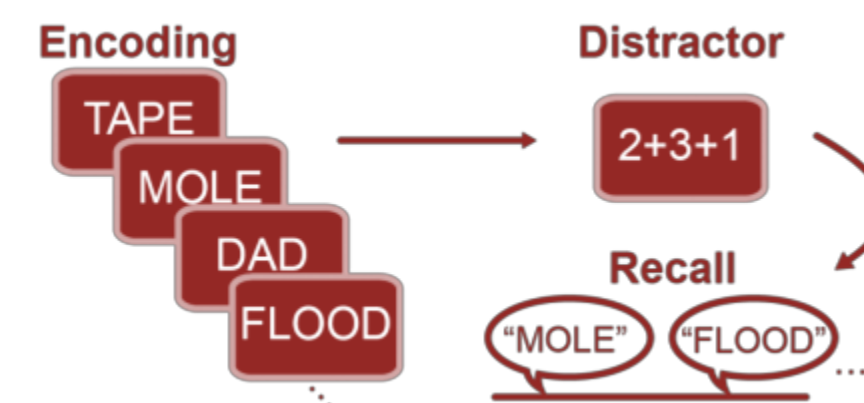 Encoding
TAPE
MOLE
DAD
FLOOD
Distractor
2+3+1
Recall
“MOLE” “FLOOD”